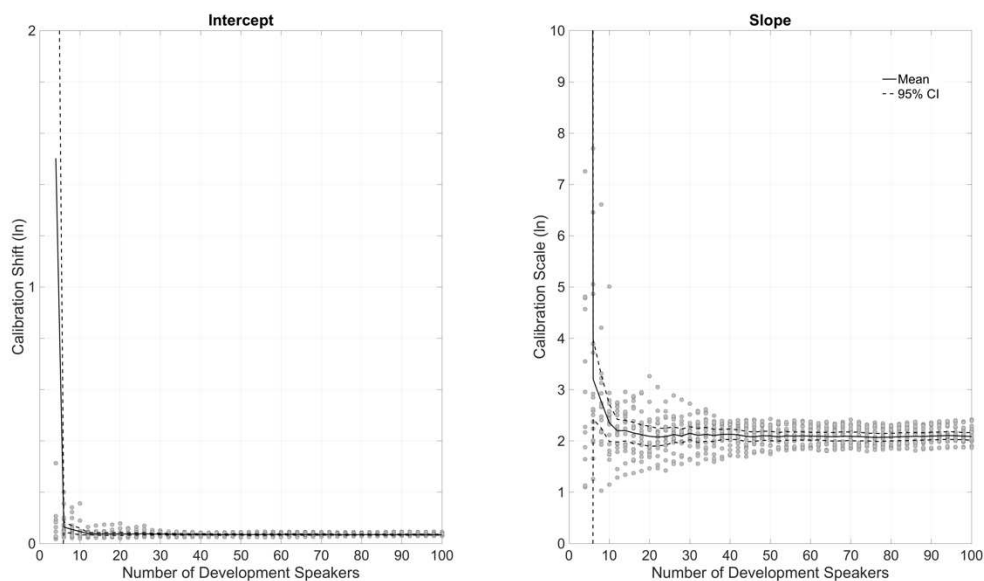 Intercept
2
1
0
Calibration Shift (ln)
0 10 20 30 40 50 60 70 80 90 100
Number of Development Speakers
Slope
10
9
8
7
6
5
4
3
2
1
0
Calibration Scale (ln)
Mean
95% CI
0 10 20 30 40 50 60 70 80 90 100
Number of Development Speakers